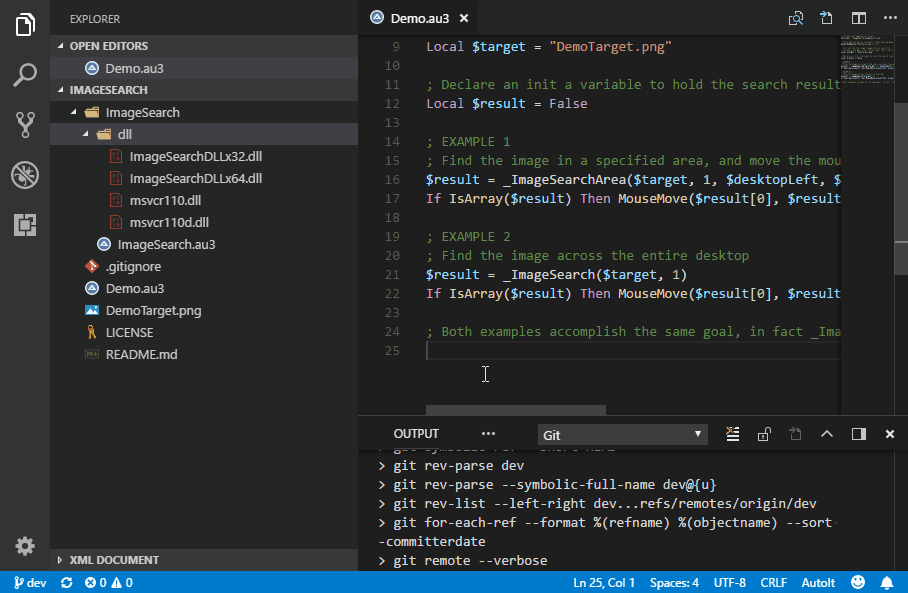 EXPLORER
OPEN EDITORS
Demo.au3
IMAGESEARCH
ImageSearch
dll
ImageSearchDLLx32.dll
ImageSearchDLLx64.dll
msvcr110.dll
msvcr110d.dll
ImageSearch.au3
.gitignore
Demo.au3
DemoTarget.png
LICENSE
README.md
XML DOCUMENT
Demo.au3
9 Local $target = "DemoTarget.png"
10
11 ; Declare an init a variable to hold the search result
12 Local $result = False
13
14 ; EXAMPLE 1
15 ; Find the image in a specified area, and move the mou
16 $result = _ImageSearchArea($target, 1, $desktopLeft, $
17 If IsArray($result) Then MouseMove($result[0], $result
18
19 ; EXAMPLE 2
20 ; Find the image across the entire desktop
21 $result = _ImageSearch($target, 1)
22 If IsArray($result) Then MouseMove($result[0], $result
23
24 ; Both examples accomplish the same goal, in fact _Ima
25
OUTPUT
Git
> git rev-parse dev
> git rev-parse --symbolic-full-name dev@{u}
> git rev-list --left-right dev...refs/remotes/origin/dev
> git for-each-ref --format %(refname) %(objectname) --sort
-committerdate
> git remote --verbose
dev 0 0 Ln 25, Col 1 Spaces: 4 UTF-8 CRLF AutoIt